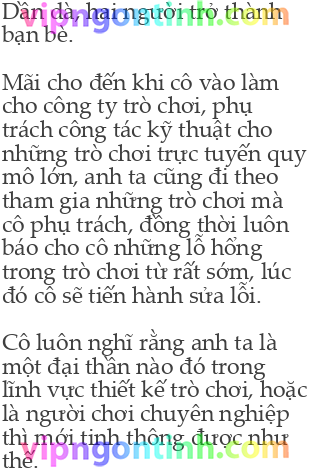 Dần dà, hai người trở thành
bạn bè.
Mãi cho đến khi cô vào làm
cho công ty trò chơi, phụ
trách công tác kỹ thuật cho
những trò chơi trực tuyến quy
mô lớn, anh ta cũng đi theo
tham gia những trò chơi mà
cô phụ trách, đồng thời luôn
báo cho cô những lỗ hổng
trong trò chơi từ rất sớm, lúc
đó cô sẽ tiến hành sửa lỗi.
Cô luôn nghĩ rằng anh ta là
một đại thần nào đó trong
lĩnh vực thiết kế trò chơi, hoặc
là người chơi chuyên nghiệp
thì mới tinh thông được như
thế.
vipngontinh.com
vipngontinh.com